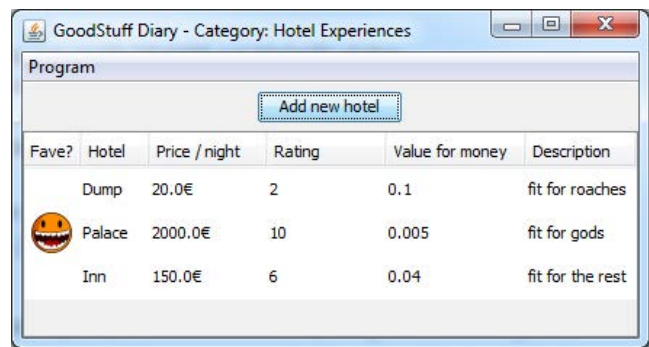 GoodStuff Diary - Category: Hotel Experiences
Program
Add new hotel
Fave? Hotel Price / night Rating Value for money Description
Dump 20.0€ 2 0.1 fit for roaches
Palace 2000.0€ 10 0.005 fit for gods
Inn 150.0€ 6 0.04 fit for the rest